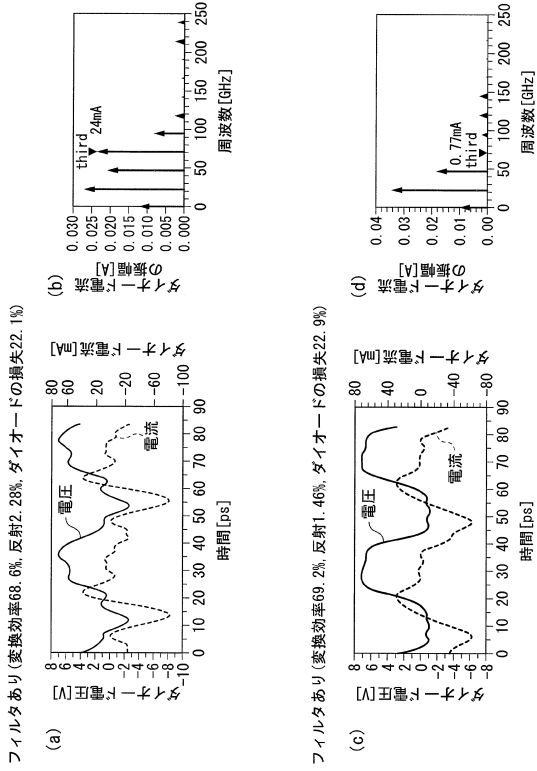 フィルタあり(変換効率68.6%, 反射2.28%, ダイオードの損失22.1%)
(a)
ダイオード電圧[V]
8
6
4
2
0
-2
-4
-6
-8
-10
電圧
電流
80
60
20
-20
-60
-100
ダイオード電流[mA]
0 10 20 30 40 50 60 70 80 90
時間[ps]
(b)
ダイオード電流
の振幅[A]
0.030
0.025
0.020
0.015
0.010
0.005
0.000
third
24mA
0 50 100 150 200 250
周波数[GHz]
フィルタあり(変換効率69.2%, 反射1.46%, ダイオードの損失22.9%)
(c)
ダイオード電圧[V]
8
6
4
2
0
-2
-4
-6
-8
電圧
電流
80
40
0
-40
-80
ダイオード電流[mA]
0 10 20 30 40 50 60 70 80 90
時間[ps]
(d)
ダイオード電流
の振幅[A]
0.04
0.03
0.02
0.01
0.00
0.77mA
third
0 50 100 150 200 250
周波数[GHz]